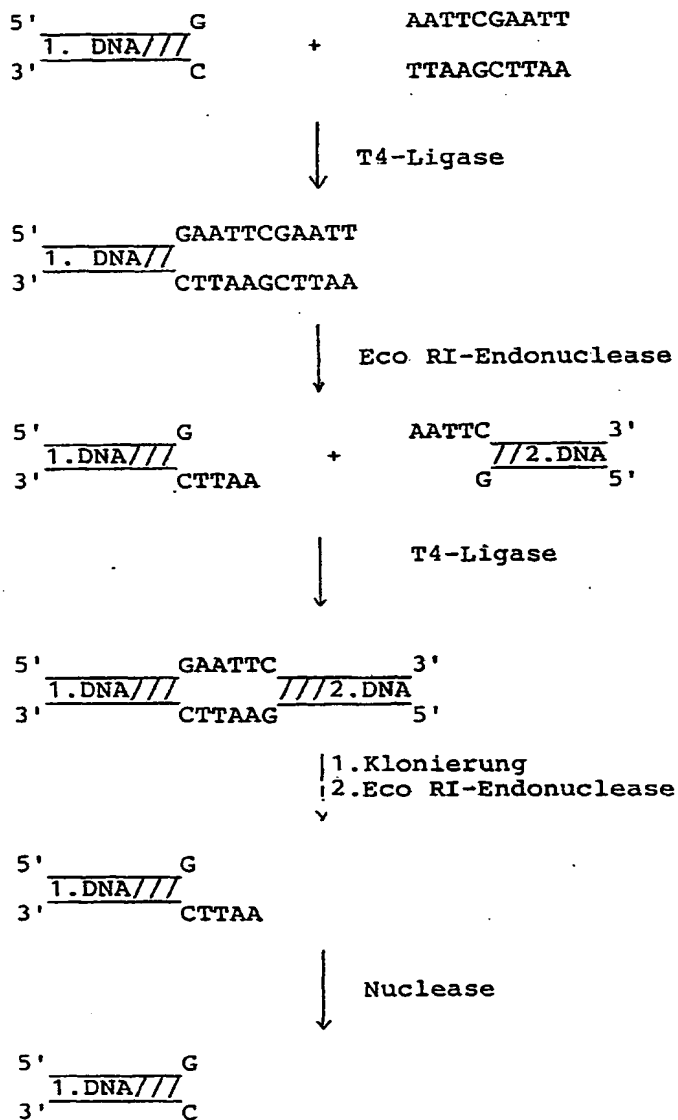 5' G AATTCGAATT
1. DNA/// +
3' C TTAAGCTTAA
T4-Ligase
5' GAATTCGAATT
1. DNA//
3' CTTAAGCTTAA
Eco RI-Endonuclease
5' G AATTC 3'
1.DNA/// + //2.DNA
3' CTTAA G 5'
T4-Ligase
5' GAATTC 3'
1.DNA/// ///2.DNA
3' CTTAAG 5'
1.Klonierung
2.Eco RI-Endonuclease
5' G
1.DNA///
3' CTTAA
Nuclease
5' G
1.DNA///
3' C